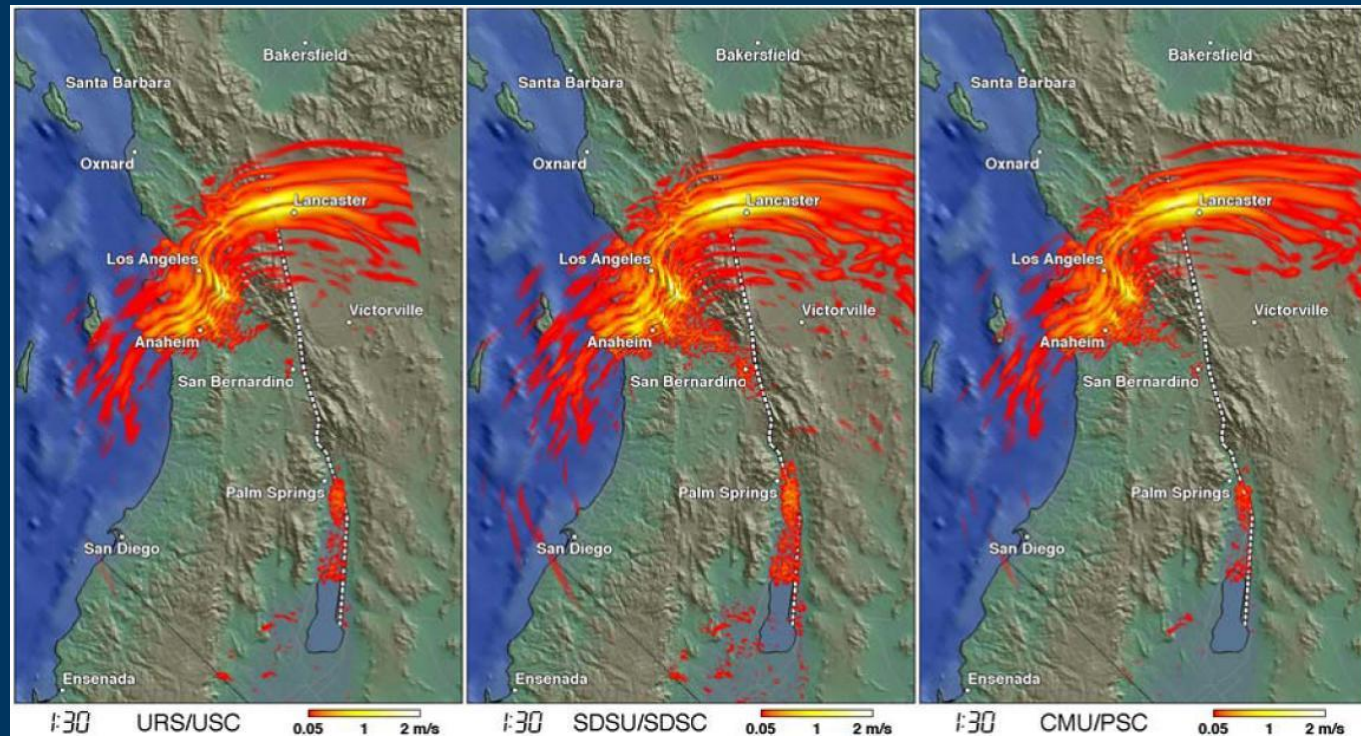 Bakersfield
Santa Barbara
Oxnard
Lancaster
Los Angeles
Victorville
Anaheim
San Bernardino
Palm Springs
San Diego
Ensenada
1:30 URS/USC 0.05 1 2 m/s
Bakersfield
Santa Barbara
Oxnard
Lancaster
Los Angeles
Victorville
Anaheim
San Bernardino
Palm Springs
San Diego
Ensenada
1:30 SDSU/SDSC 0.05 1 2 m/s
Bakersfield
Santa Barbara
Oxnard
Lancaster
Los Angeles
Victorville
Anaheim
San Bernardino
Palm Springs
San Diego
Ensenada
1:30 CMU/PSC 0.05 1 2 m/s